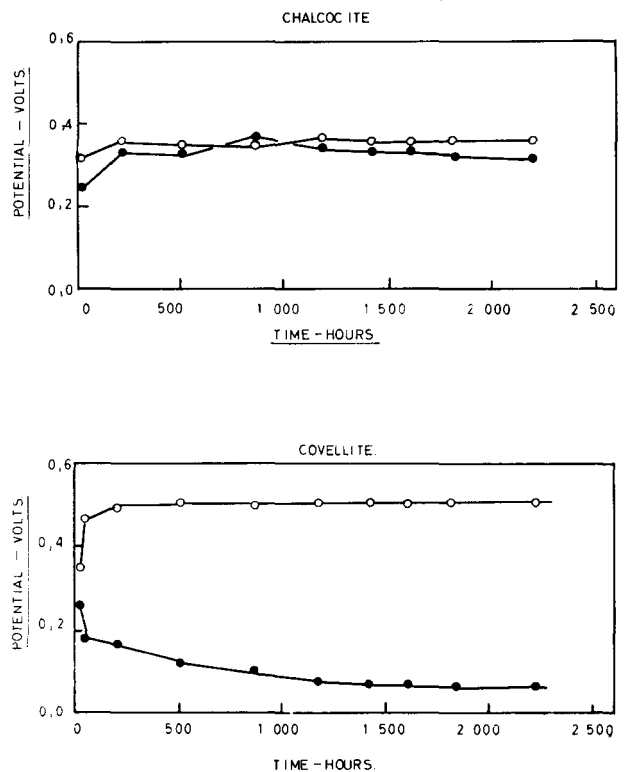 CHALCOCITE
0,6
0,4
0,2
0,0
POTENTIAL - VOLTS.
0 500 1 000 1 500 2 000 2 500
TIME - HOURS
COVELLITE.
0,6
0,4
0,2
0,0
POTENTIAL - VOLTS
0 500 1 000 1 500 2 000 2 500
TIME - HOURS.